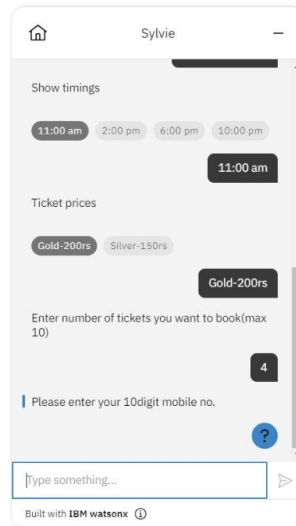 Sylvie
Show timings
11:00 am 2:00 pm 6:00 pm 10:00 pm
11:00 am
Ticket prices
Gold-200rs Silver-150rs
Gold-200rs
Enter number of tickets you want to book(max
10)
4
Please enter your 10digit mobile no.
?
Type something...
Built with IBM watsonx